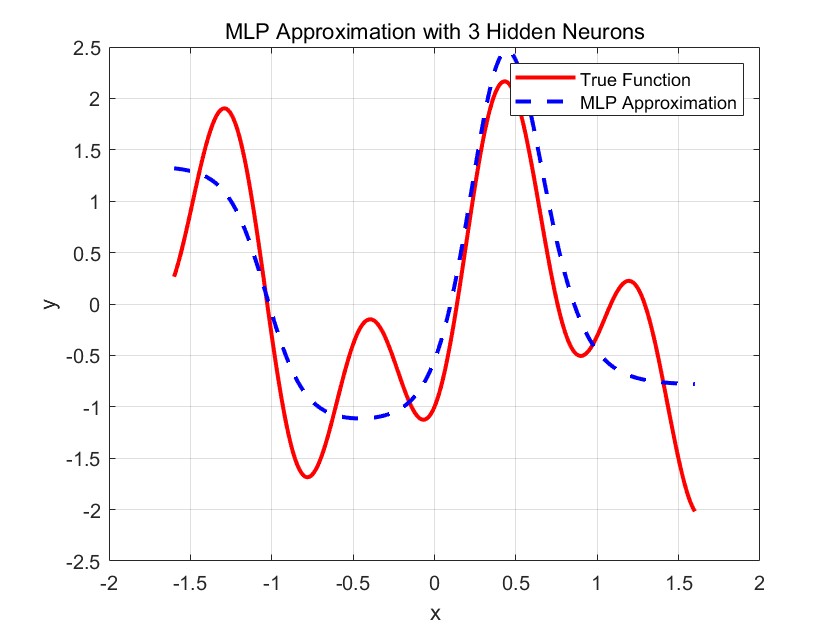 MLP Approximation with 3 Hidden Neurons
2.5
2
1.5
1
0.5
0
-0.5
-1
-1.5
-2
-2.5
y
True Function
MLP Approximation
-2 -1.5 -1 -0.5 0 0.5 1 1.5 2
x